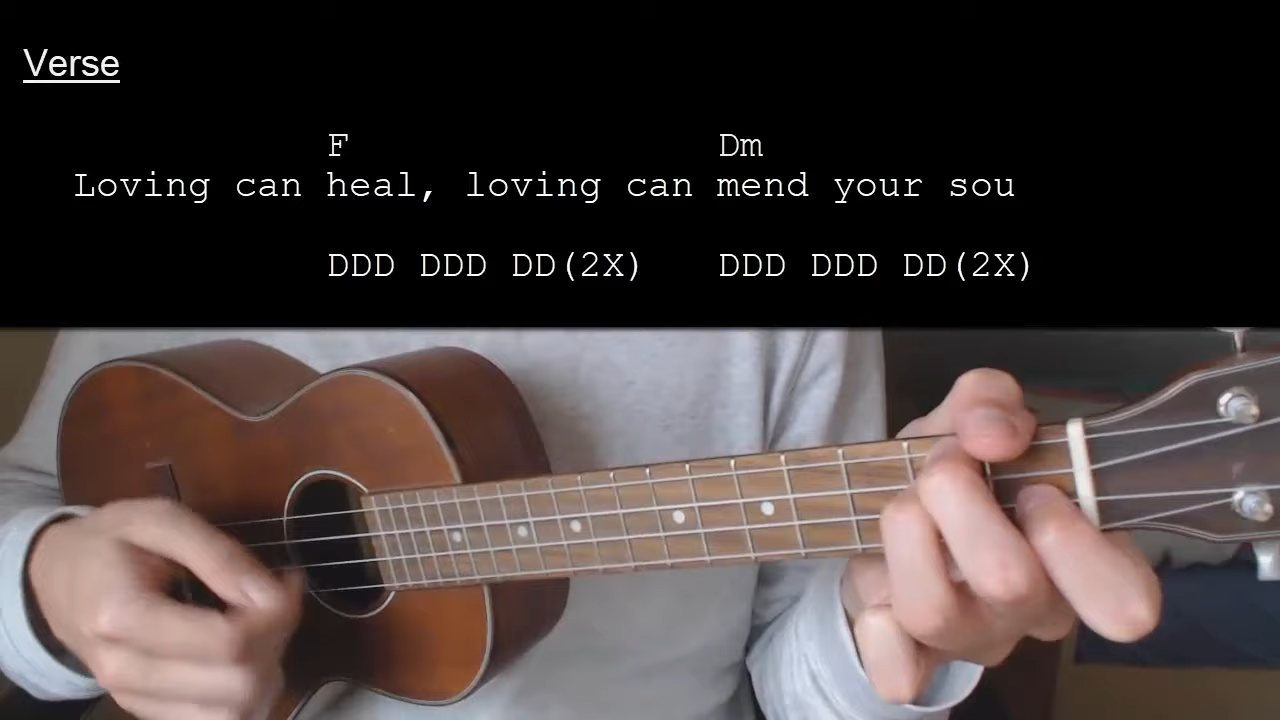 Verse
F Dm
Loving can heal, loving can mend your sou
DDD DDD DD(2X) DDD DDD DD(2X)